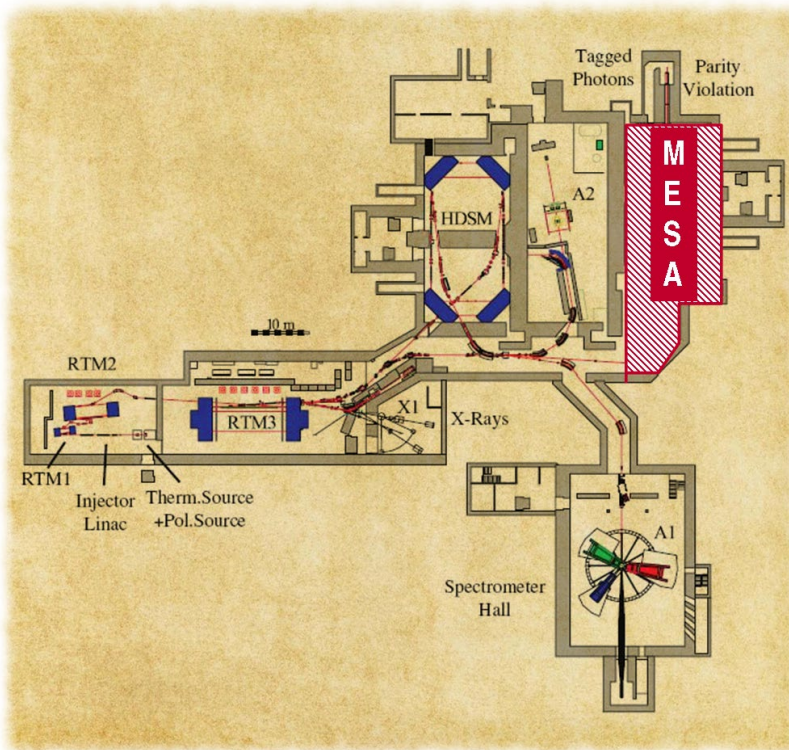 Tagged
Photons
Parity
Violation
M
E
S
A
A2
HDSM
10 m
RTM2
RTM3
X1
X-Rays
RTM1
Injector
Linac
Therm.Source
+Pol.Source
A1
Spectrometer
Hall